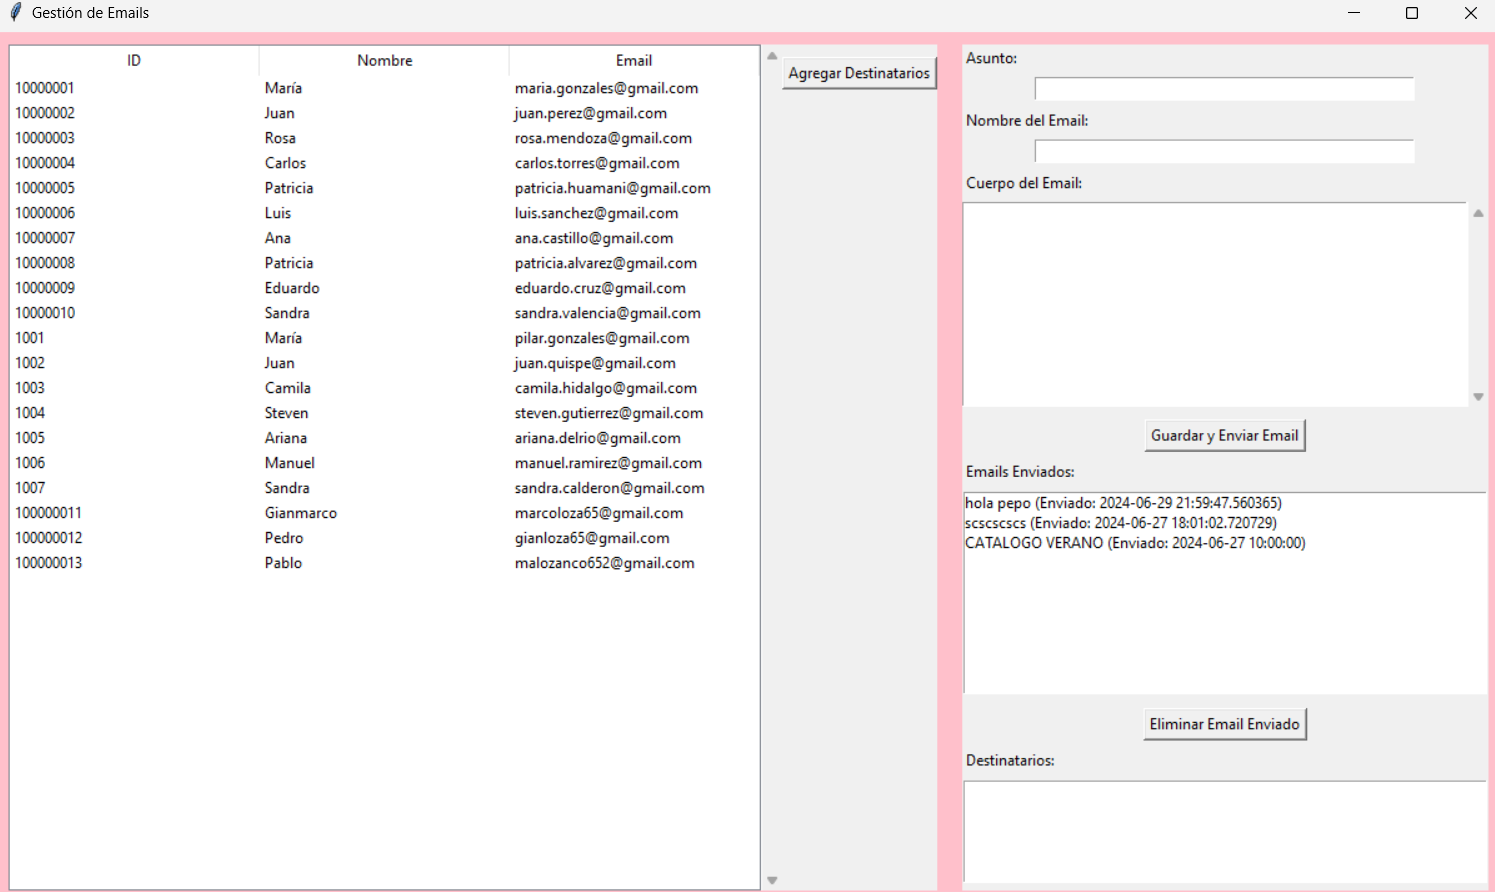 Gestión de Emails
ID Nombre Email
10000001 María maria.gonzales@gmail.com
10000002 Juan juan.perez@gmail.com
10000003 Rosa rosa.mendoza@gmail.com
10000004 Carlos carlos.torres@gmail.com
10000005 Patricia patricia.huamani@gmail.com
10000006 Luis luis.sanchez@gmail.com
10000007 Ana ana.castillo@gmail.com
10000008 Patricia patricia.alvarez@gmail.com
10000009 Eduardo eduardo.cruz@gmail.com
10000010 Sandra sandra.valencia@gmail.com
1001 María pilar.gonzales@gmail.com
1002 Juan juan.quispe@gmail.com
1003 Camila camila.hidalgo@gmail.com
1004 Steven steven.gutierrez@gmail.com
1005 Ariana ariana.delrio@gmail.com
1006 Manuel manuel.ramirez@gmail.com
1007 Sandra sandra.calderon@gmail.com
100000011 Gianmarco marcoloza65@gmail.com
100000012 Pedro gianloza65@gmail.com
100000013 Pablo malozanco652@gmail.com
Agregar Destinatarios
Asunto:
Nombre del Email:
Cuerpo del Email:
Guardar y Enviar Email
Emails Enviados:
hola pepo (Enviado: 2024-06-29 21:59:47.560365)
scscscscs (Enviado: 2024-06-27 18:01:02.720729)
CATALOGO VERANO (Enviado: 2024-06-27 10:00:00)
Eliminar Email Enviado
Destinatarios: